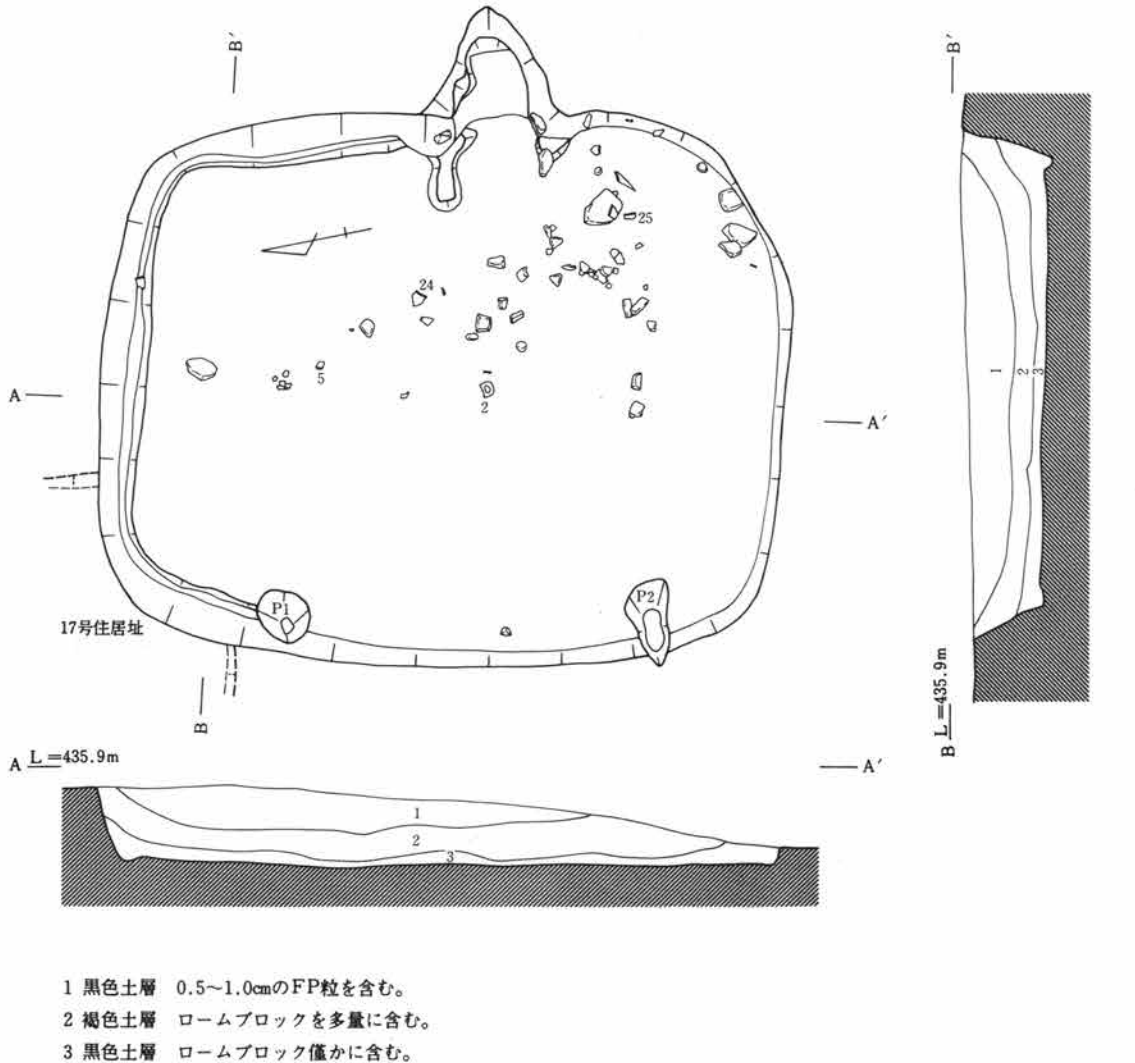 B′
B′
25
24
5
2
1 2 3
A
A′
P1
P2
17号住居址
B
B L=435.9m
A L=435.9m
A′
1
2
3
1 黒色土層 0.5~1.0cmのFP粒を含む。
2 褐色土層 ロームブロックを多量に含む。
3 黒色土層 ロームブロック僅かに含む。